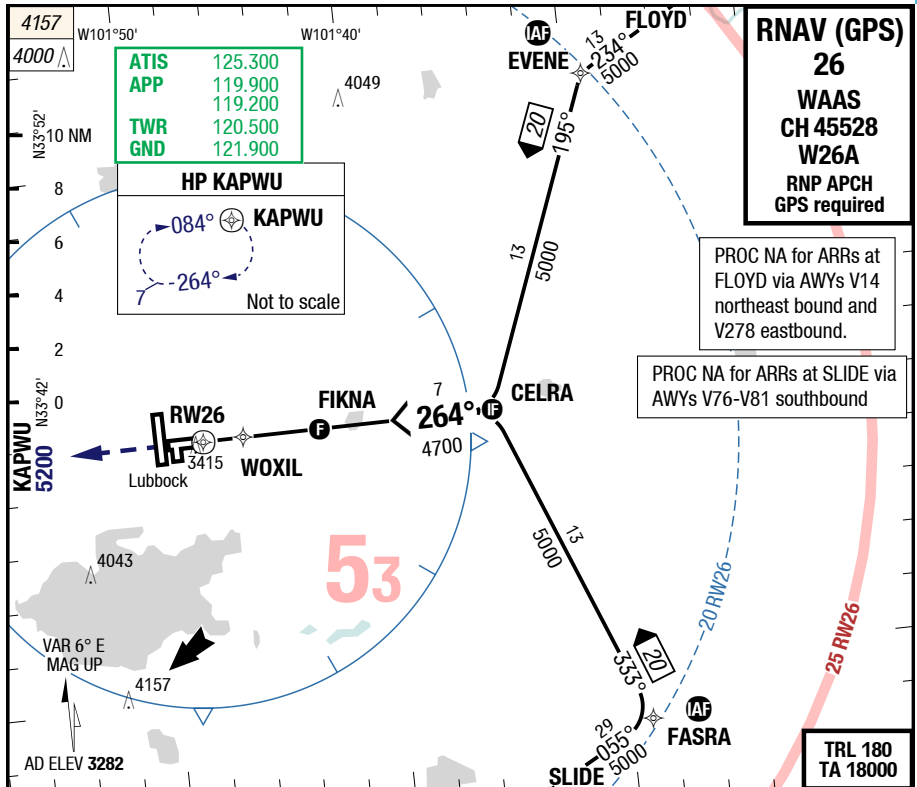 4157
4000
W101°50'
W101°40'
FLOYD
IAF
EVENE
13
234°
5000
ATIS 125.300
APP 119.900
119.200
TWR 120.500
GND 121.900
4049
RNAV (GPS)
26
WAAS
CH 45528
W26A
RNP APCH
GPS required
N33°52'
10 NM
8
6
4
2
0
N33°42'
HP KAPWU
084°
KAPWU
264°
7
Not to scale
20
195°
13
5000
PROC NA for ARRs at
FLOYD via AWYs V14
northeast bound and
V278 eastbound.
PROC NA for ARRs at SLIDE via
AWYs V76-V81 southbound
KAPWU
5200
RW26
3415
Lubbock
WOXIL
FIKNA
F
7
264°
4700
IF
CELRA
13
5000
53
4043
VAR 6° E
MAG UP
4157
AD ELEV 3282
20
333°
20 RW26
25 RW26
IAF
FASRA
29
055°
5000
SLIDE
TRL 180
TA 18000